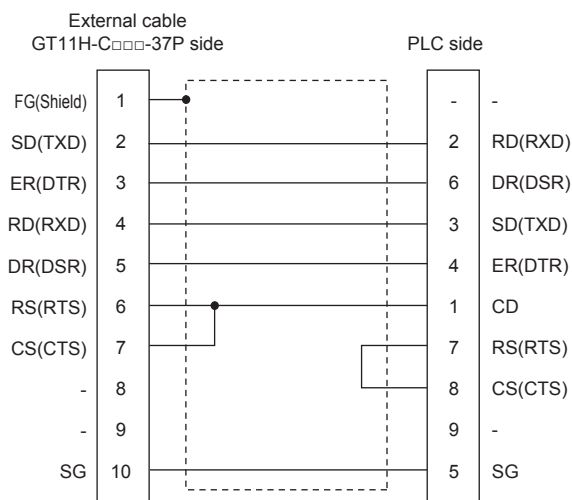 External cable
GT11H-C□□□-37P side PLC side
FG(Shield) 1 - -
SD(TXD) 2 2 RD(RXD)
ER(DTR) 3 6 DR(DSR)
RD(RXD) 4 3 SD(TXD)
DR(DSR) 5 4 ER(DTR)
RS(RTS) 6 1 CD
CS(CTS) 7 7 RS(RTS)
- 8 8 CS(CTS)
- 9 9 -
SG 10 5 SG